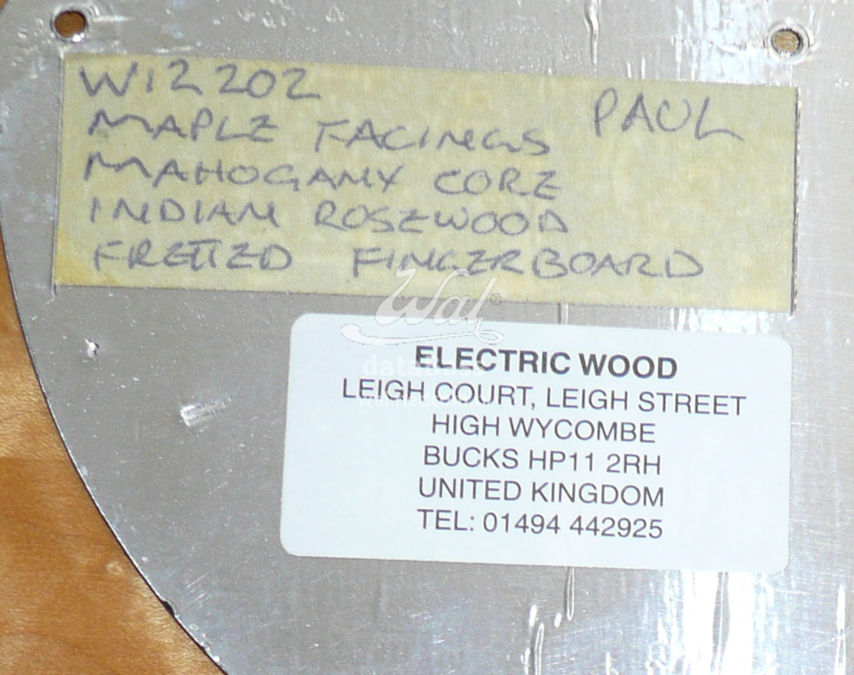 W12202
PAUL
MAPLE FACINGS
MAHOGANY CORE
INDIAN ROSEWOOD
FRETTED FINGERBOARD
Wal
ELECTRIC WOOD
LEIGH COURT, LEIGH STREET
HIGH WYCOMBE
BUCKS HP11 2RH
UNITED KINGDOM
TEL: 01494 442925